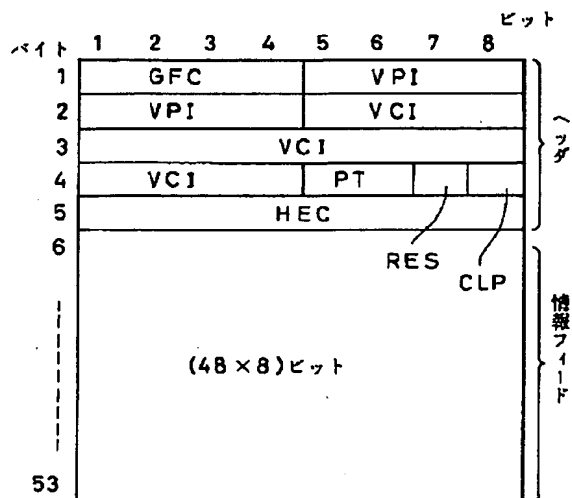 ビット
バイト 1 2 3 4 5 6 7 8
1 GFC VPI
2 VPI VCI
3 VCI
4 VCI PT
5 HEC
6 RES CLP
(48×8)ビット
53
ヘッダ
情報フィード